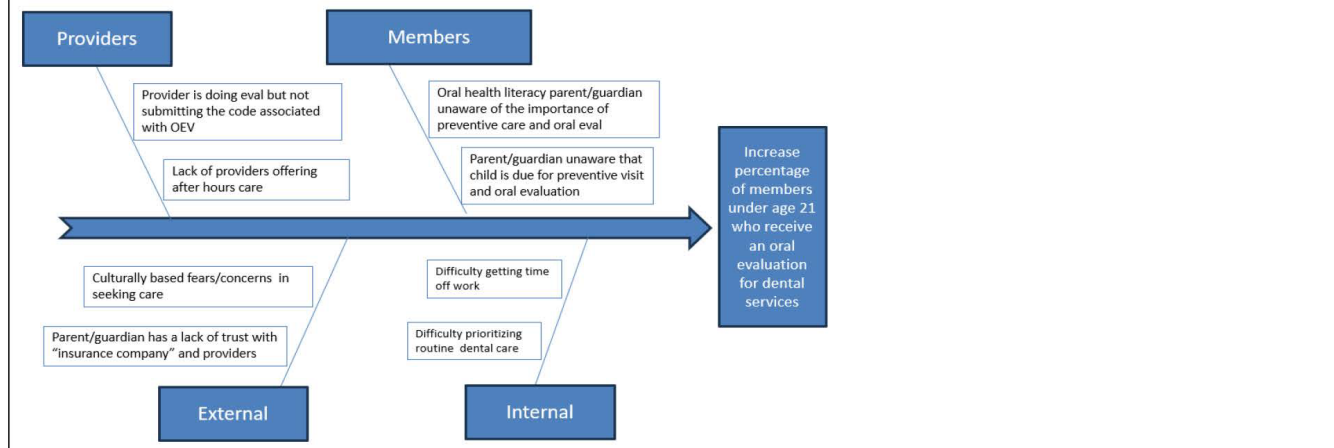 Providers
Members
Provider is doing eval but not
submitting the code associated
with OEV
Lack of providers offering
after hours care
Oral health literacy parent/guardian
unaware of the importance of
preventive care and oral eval
Parent/guardian unaware that
child is due for preventive visit
and oral evaluation
Increase
percentage
of members
under age 21
who receive
an oral
evaluation
for dental
services
Culturally based fears/concerns in
seeking care
Parent/guardian has a lack of trust with
“insurance company” and providers
Difficulty getting time
off work
Difficulty prioritizing
routine dental care
External
Internal